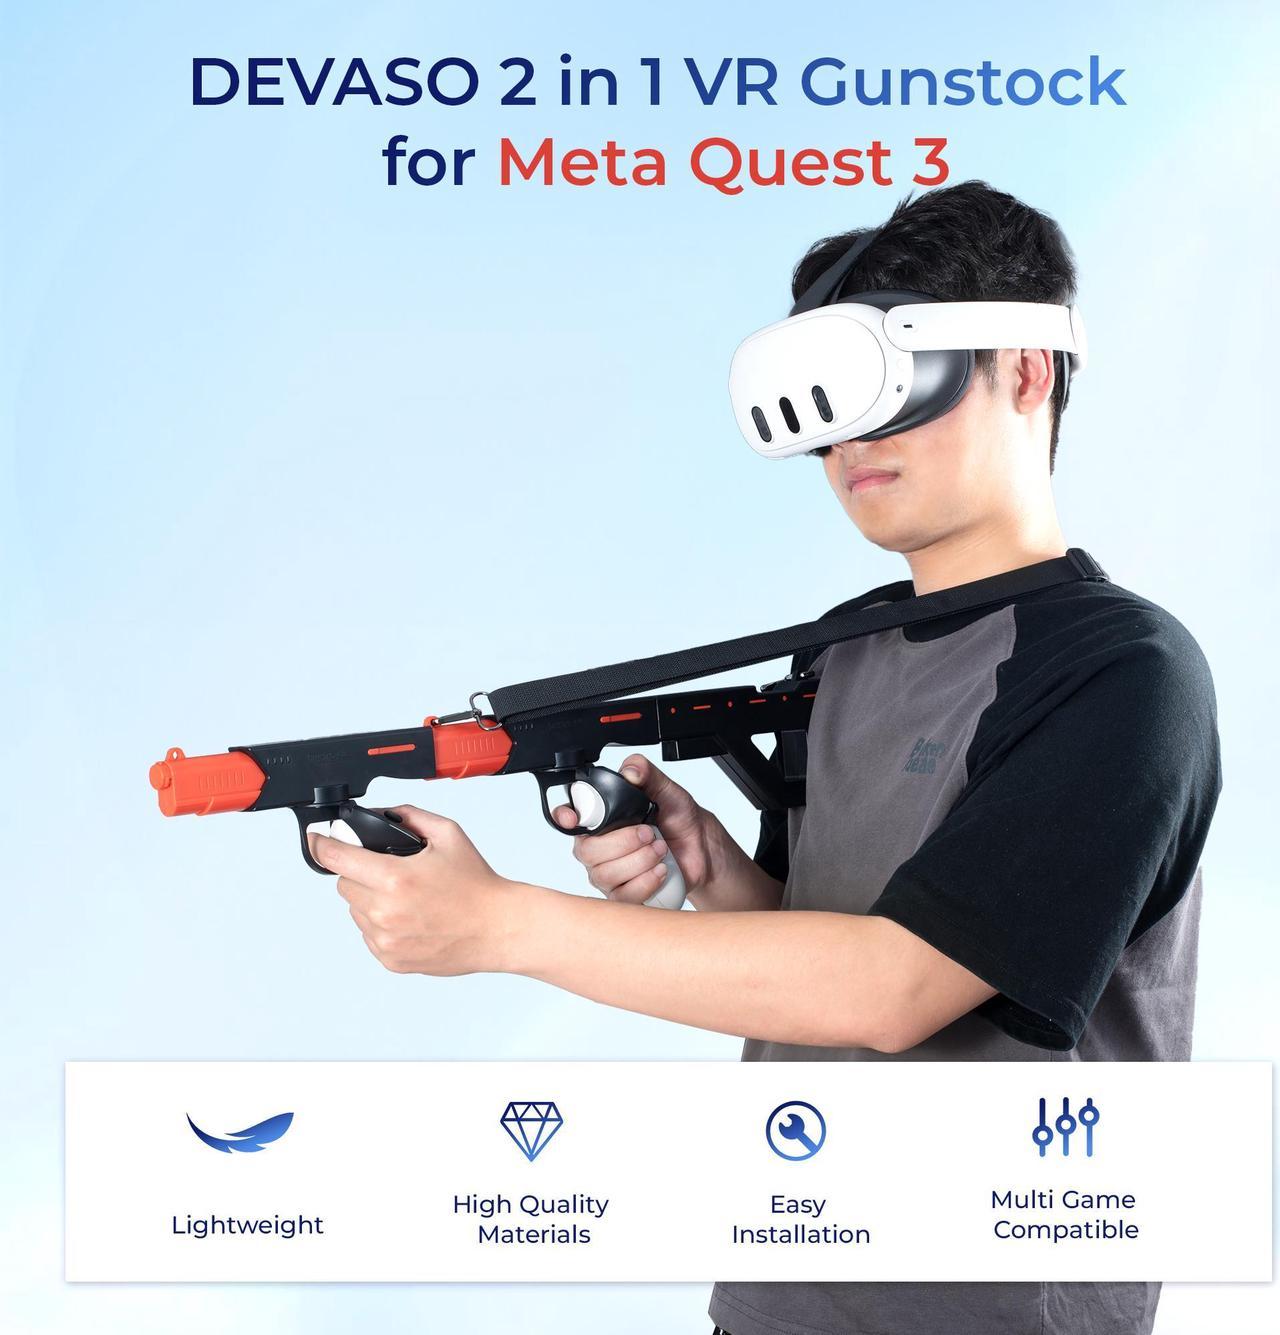 DEVASO 2 in 1 VR Gunstock
for Meta Quest 3
Lightweight
High Quality
Materials
Easy
Installation
Multi Game
Compatible